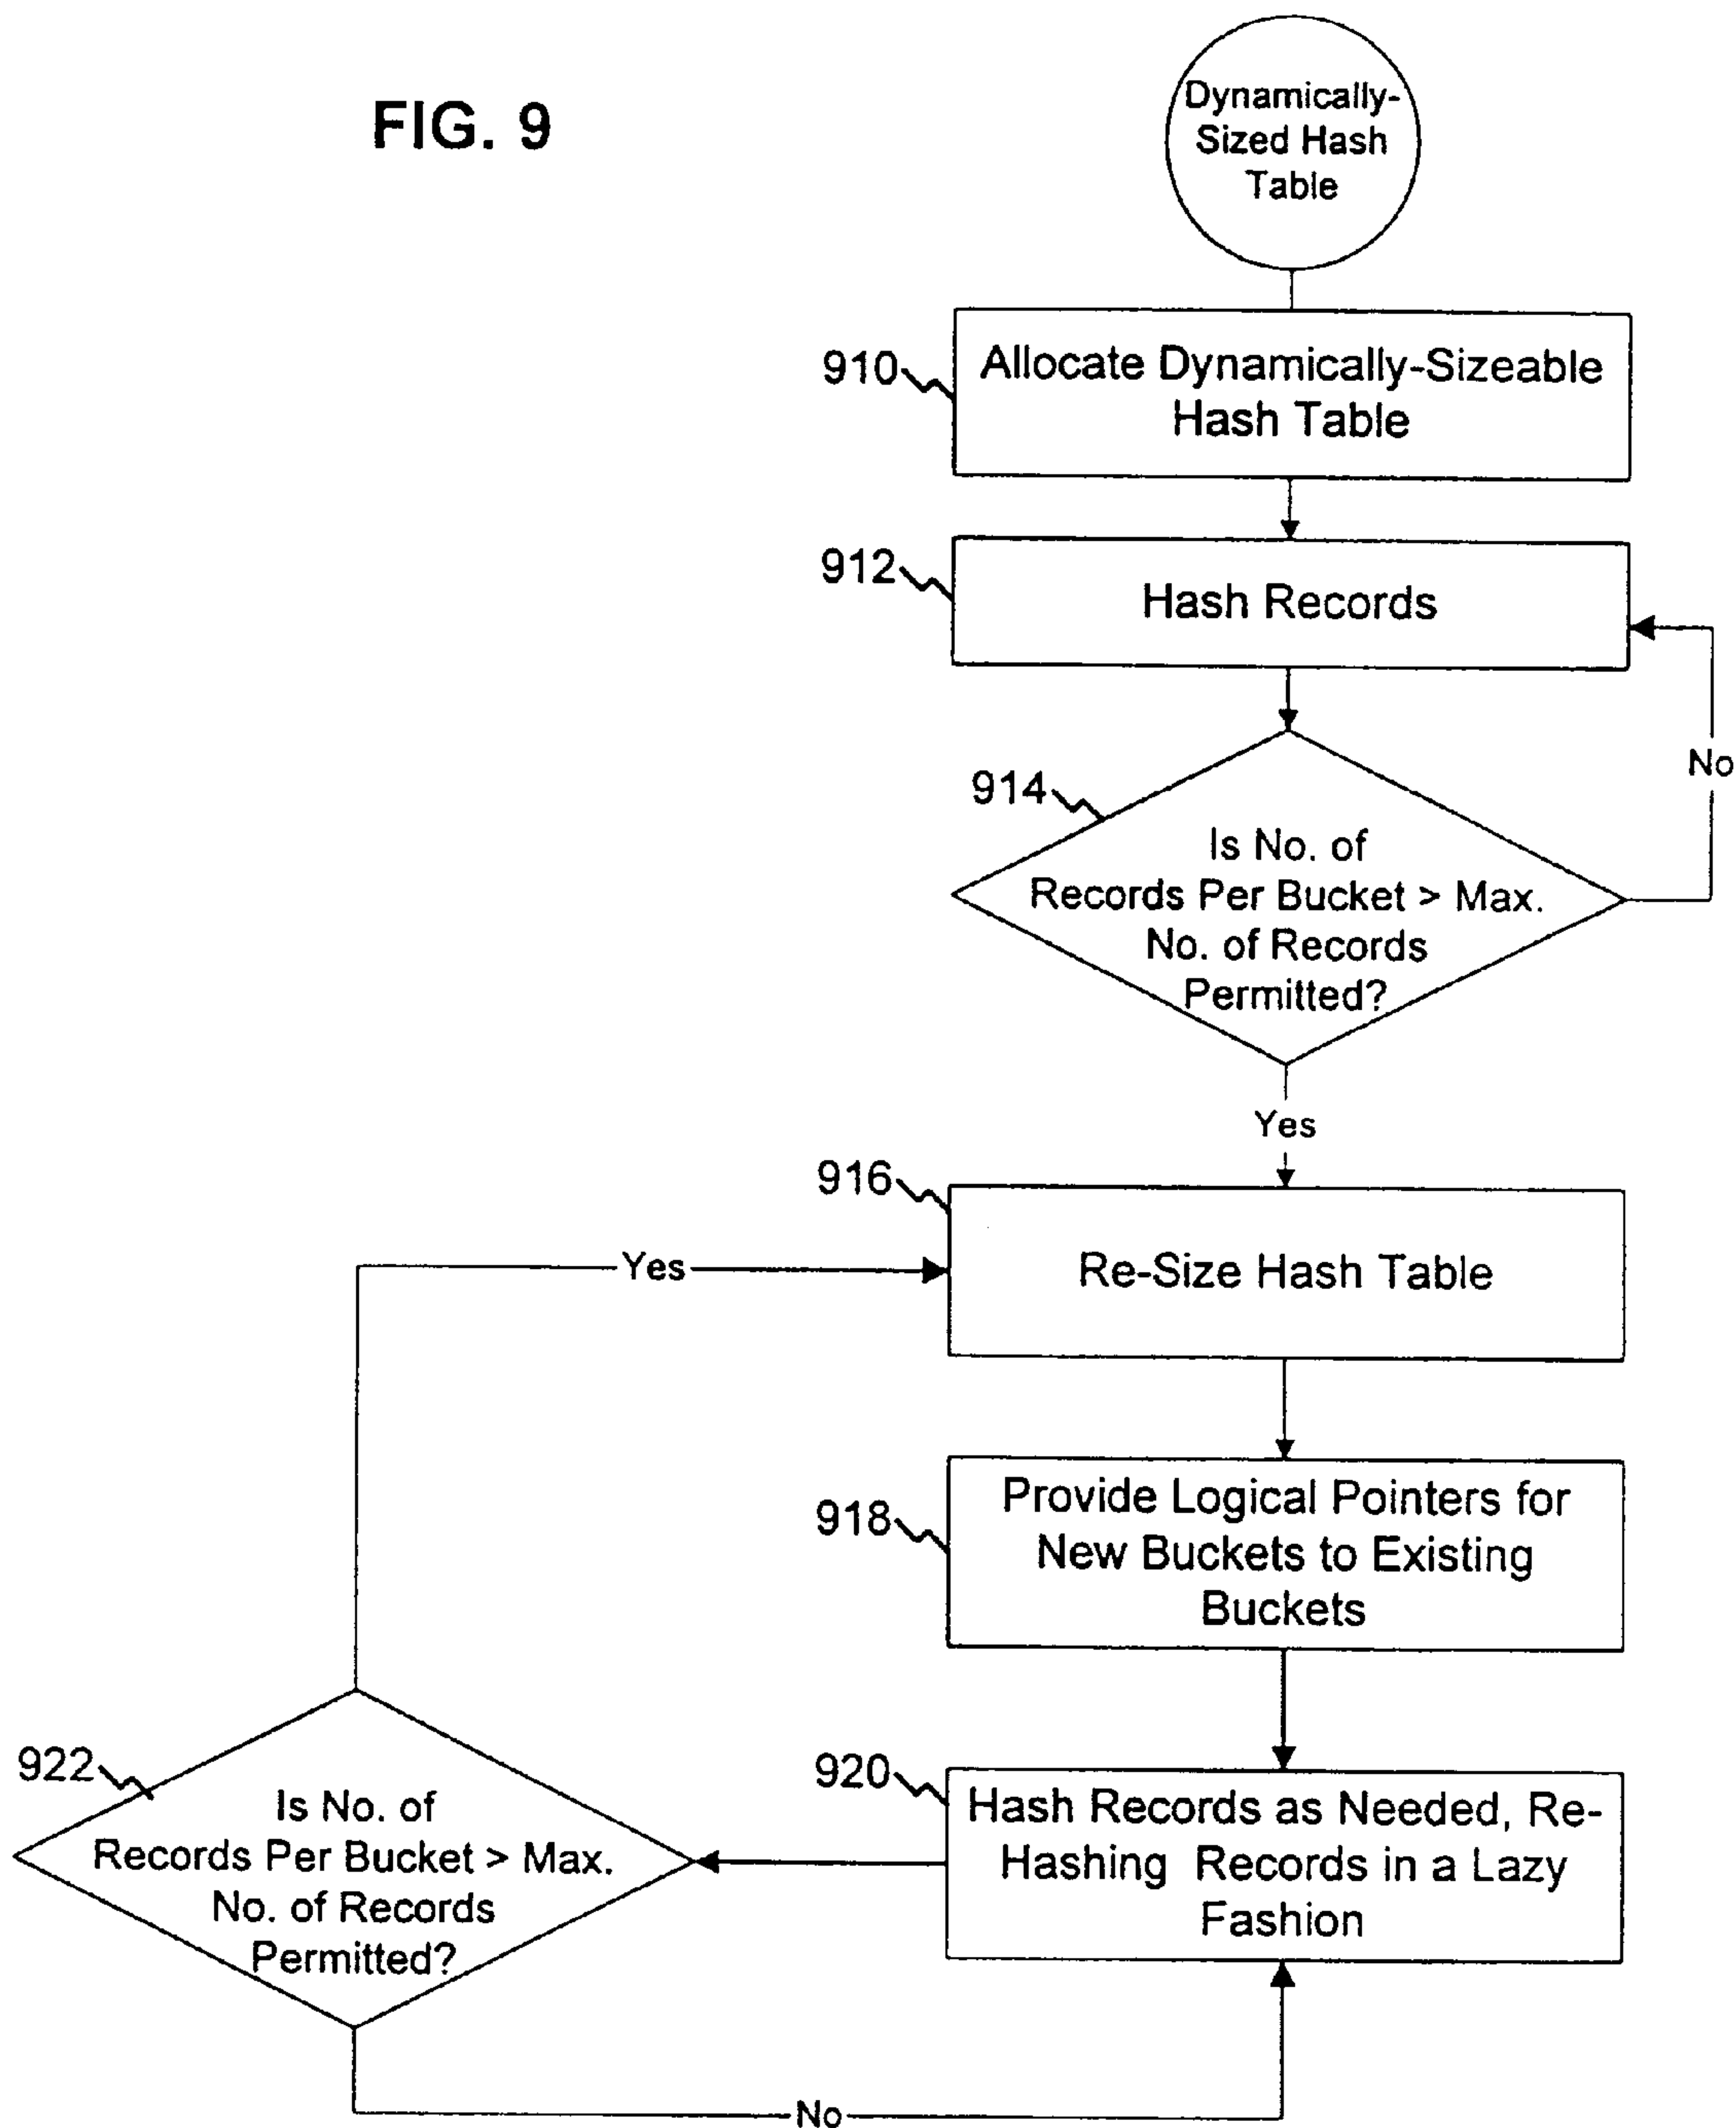 FIG. 9
Dynamically-
Sized Hash
Table
910
Allocate Dynamically-Sizeable
Hash Table
912
Hash Records
No
914
Is No. of
Records Per Bucket > Max.
No. of Records
Permitted?
Yes
916
Yes
Re-Size Hash Table
918
Provide Logical Pointers for
New Buckets to Existing
Buckets
922
Is No. of
Records Per Bucket > Max.
No. of Records
Permitted?
920
Hash Records as Needed, Re-
Hashing Records in a Lazy
Fashion
No